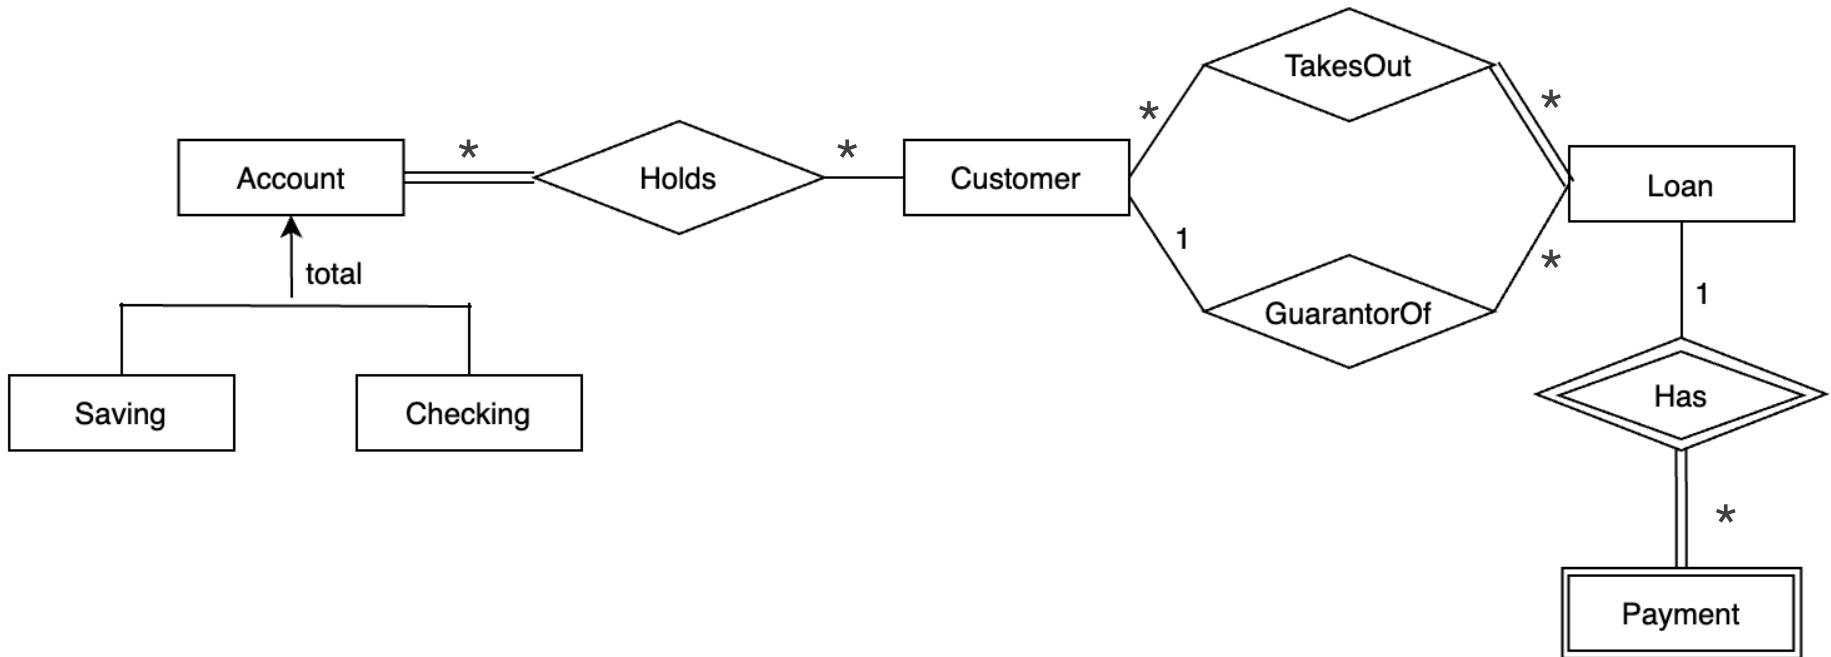 TakesOut
*
*
*
*
Account
Holds
Customer
Loan
1
*
total
GuarantorOf
1
Has
Saving
Checking
*
Payment